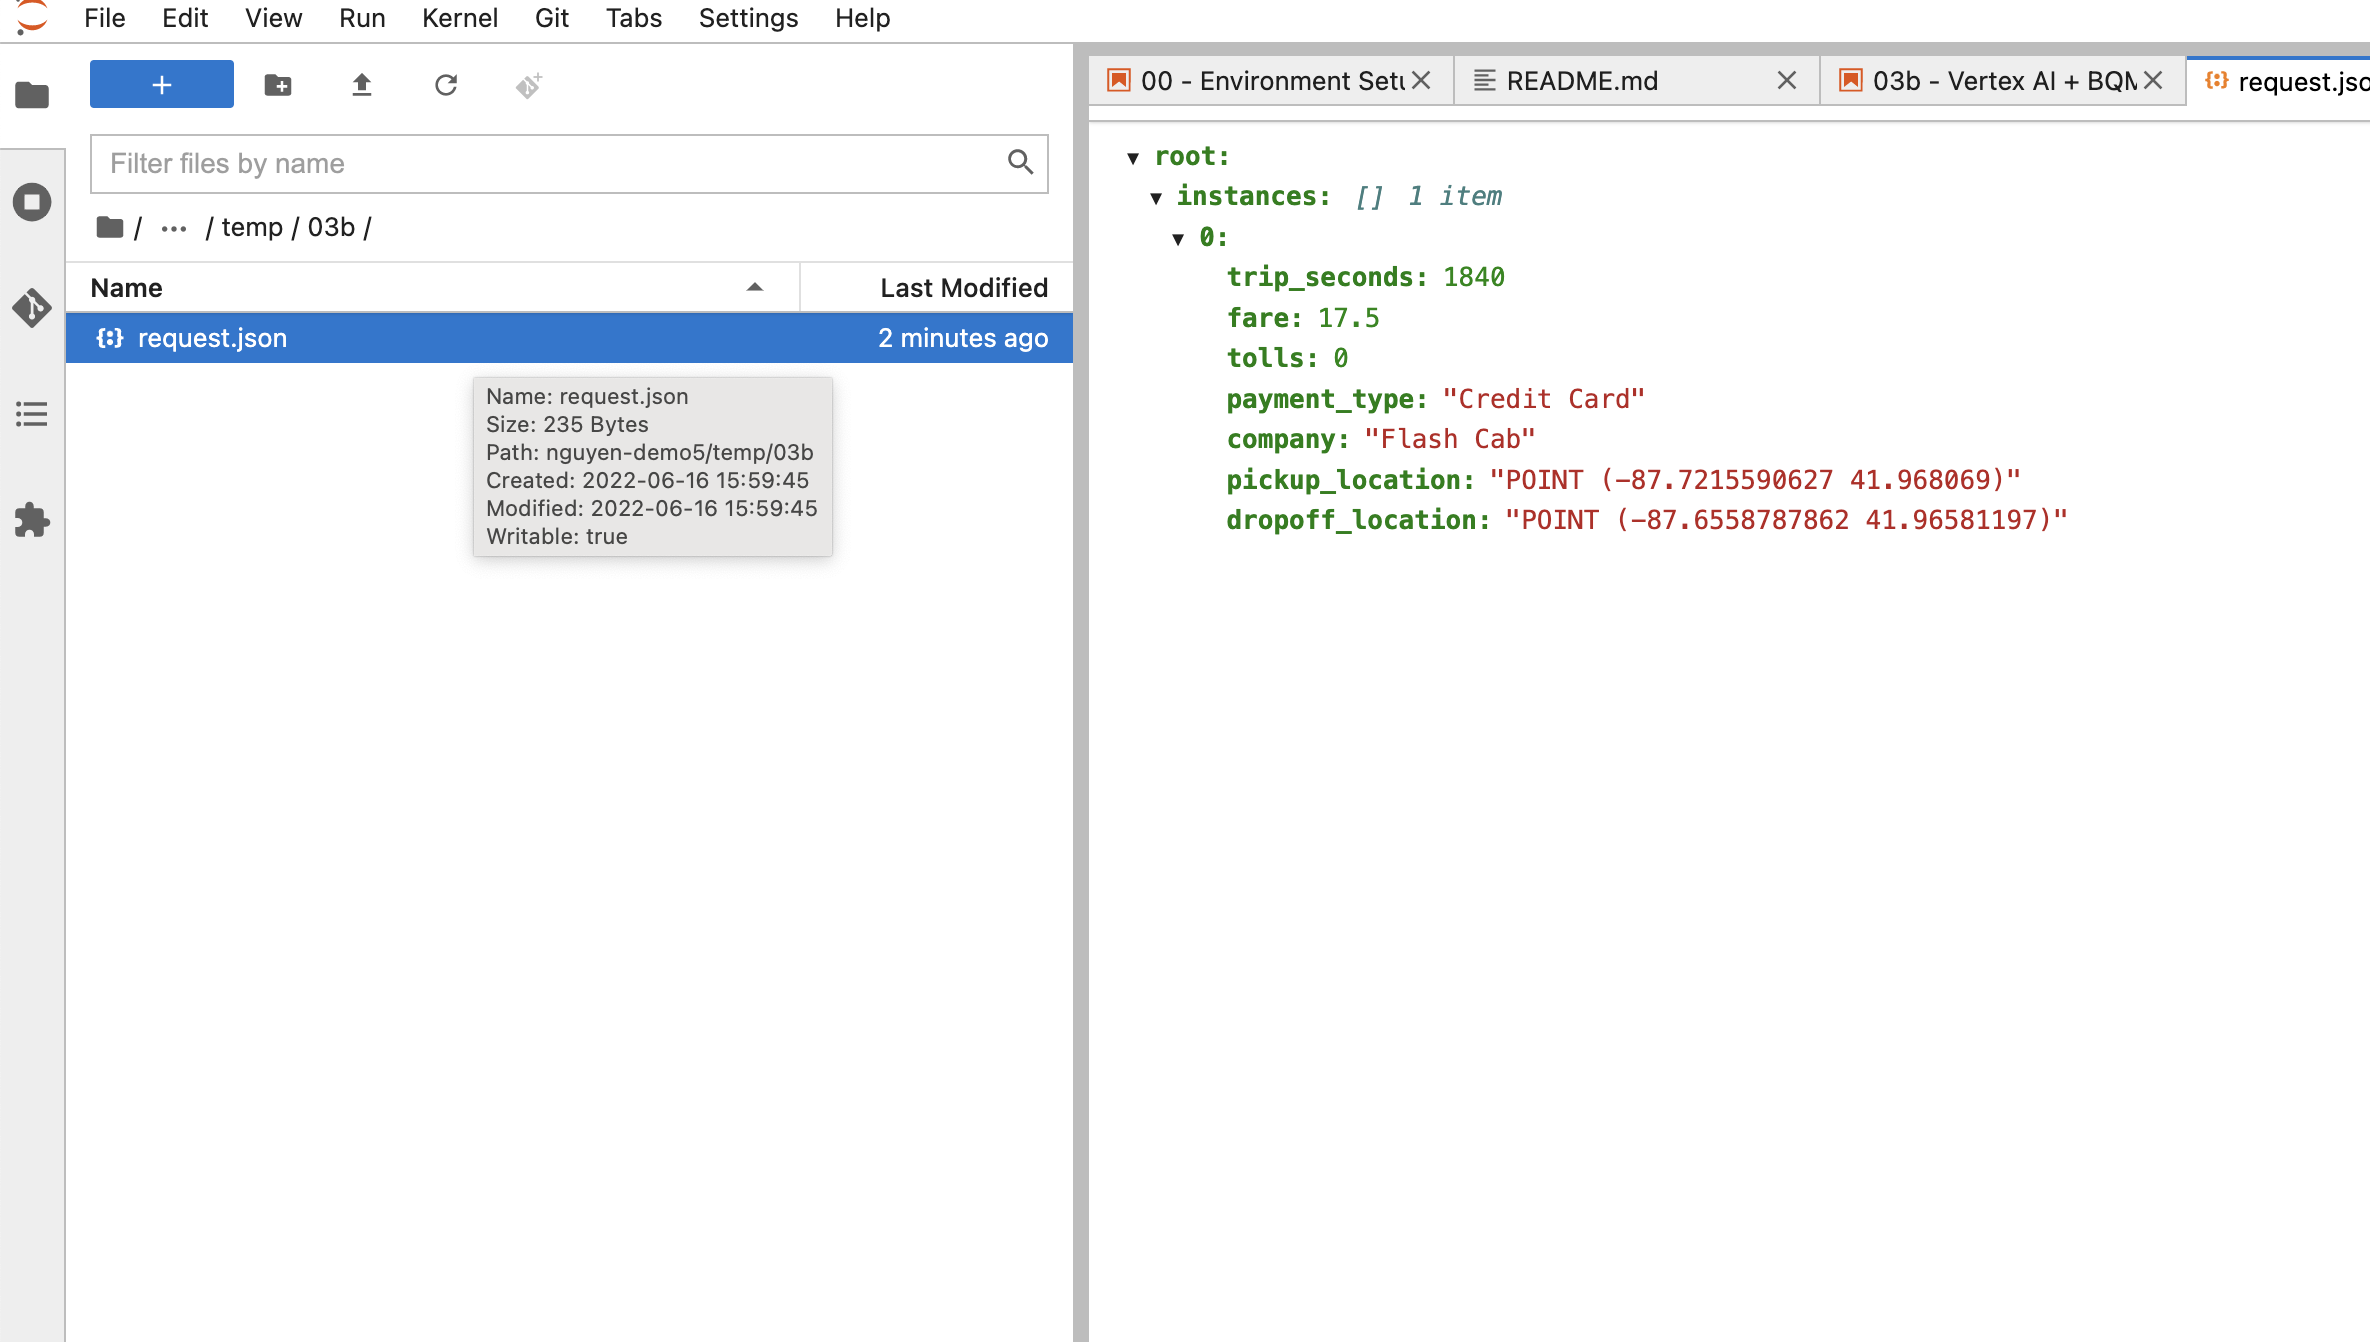 File Edit View Run Kernel Git Tabs Settings Help
00 - Environment Setu
README.md
03b - Vertex AI + BQM
request.jso
Filter files by name
/ ... / temp / 03b /
Name Last Modified
request.json 2 minutes ago
Name: request.json
Size: 235 Bytes
Path: nguyen-demo5/temp/03b
Created: 2022-06-16 15:59:45
Modified: 2022-06-16 15:59:45
Writable: true
root:
instances: [] 1 item
0:
trip_seconds: 1840
fare: 17.5
tolls: 0
payment_type: "Credit Card"
company: "Flash Cab"
pickup_location: "POINT (-87.7215590627 41.968069)"
dropoff_location: "POINT (-87.6558787862 41.96581197)"